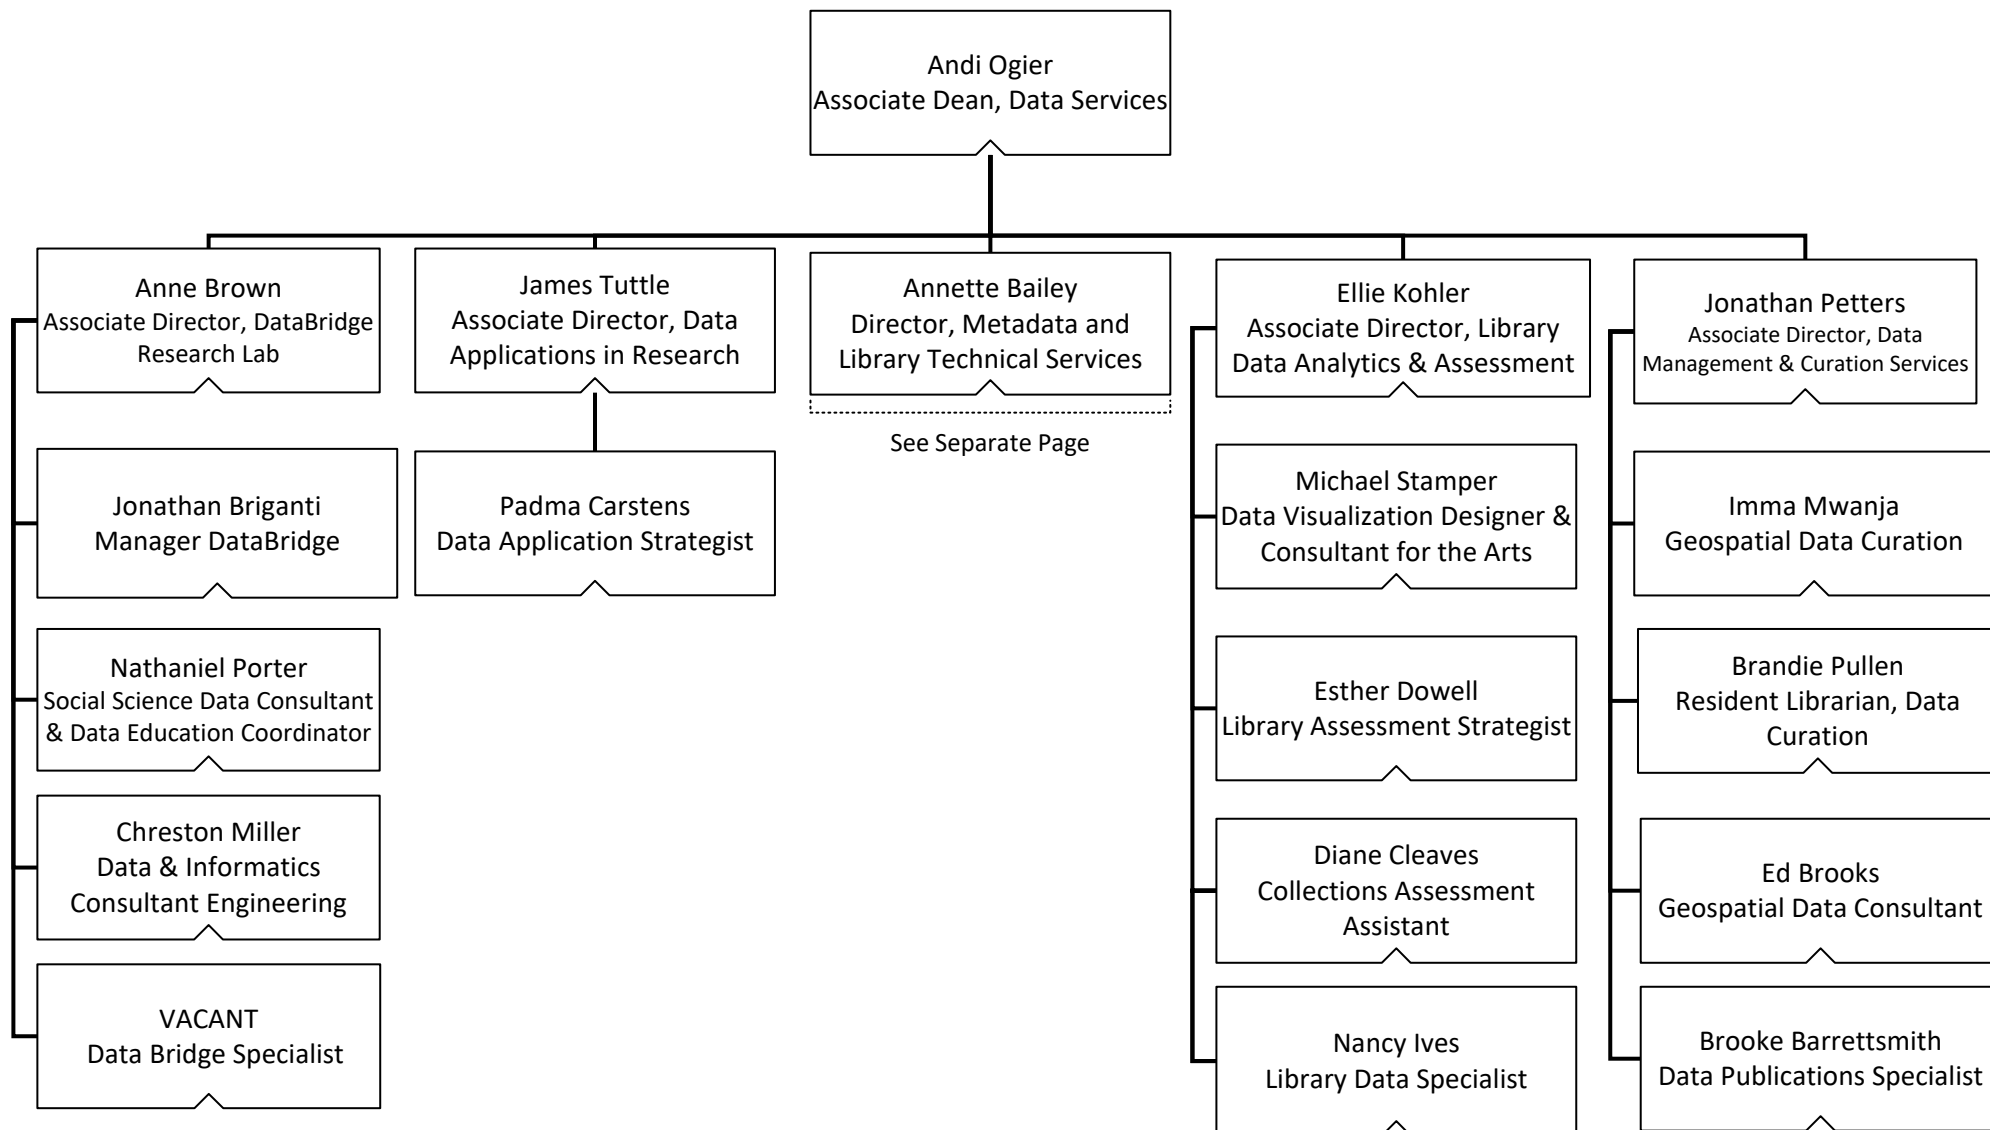 Andi Ogier
Associate Dean, Data Services
Anne Brown
Associate Director, DataBridge
Research Lab
James Tuttle
Associate Director, Data
Applications in Research
Annette Bailey
Director, Metadata and
Library Technical Services
See Separate Page
Ellie Kohler
Associate Director, Library
Data Analytics & Assessment
Jonathan Petters
Associate Director, Data
Management & Curation Services
Jonathan Briganti
Manager DataBridge
Nathaniel Porter
Social Science Data Consultant
& Data Education Coordinator
Chreston Miller
Data & Informatics
Consultant Engineering
VACANT
Data Bridge Specialist
Padma Carstens
Data Application Strategist
Michael Stamper
Data Visualization Designer &
Consultant for the Arts
Esther Dowell
Library Assessment Strategist
Diane Cleaves
Collections Assessment
Assistant
Nancy Ives
Library Data Specialist
Imma Mwanja
Geospatial Data Curation
Brandie Pullen
Resident Librarian, Data
Curation
Ed Brooks
Geospatial Data Consultant
Brooke Barrettsmith
Data Publications Specialist